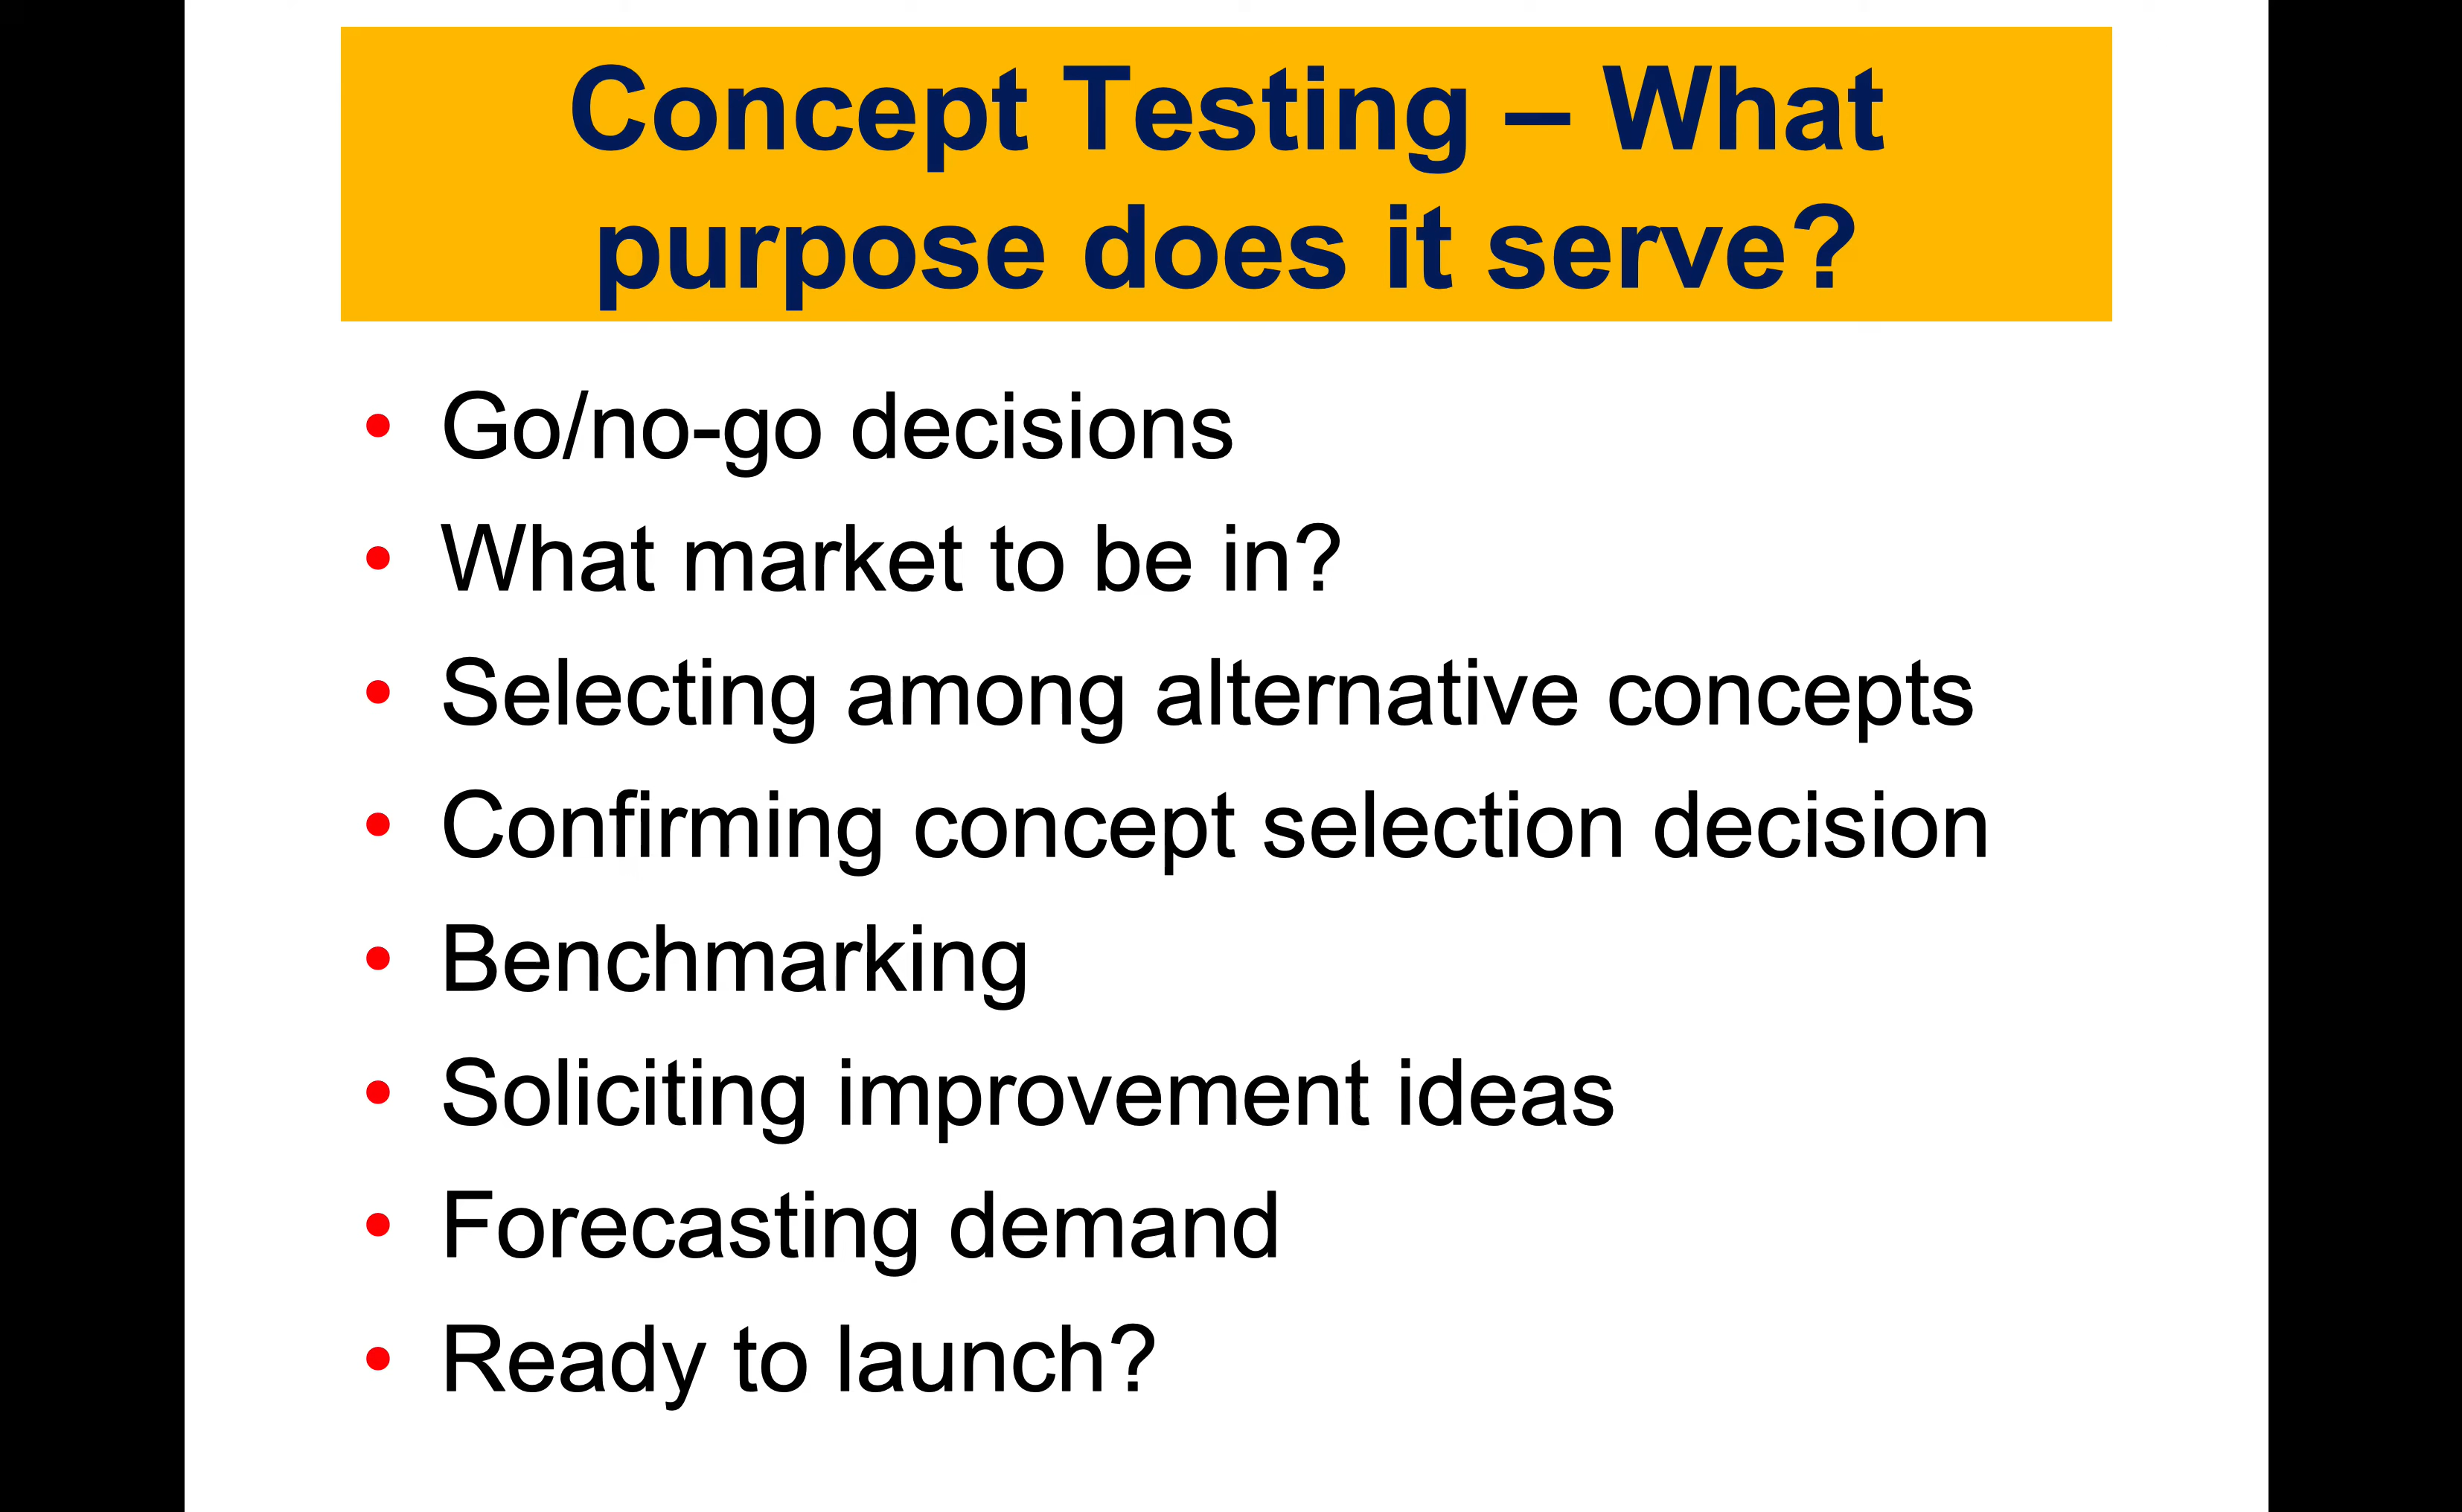 Concept Testing – What
purpose does it serve?
• Go/no-go decisions
• What market to be in?
• Selecting among alternative concepts
• Confirming concept selection decision
• Benchmarking
• Soliciting improvement ideas
• Forecasting demand
• Ready to launch?